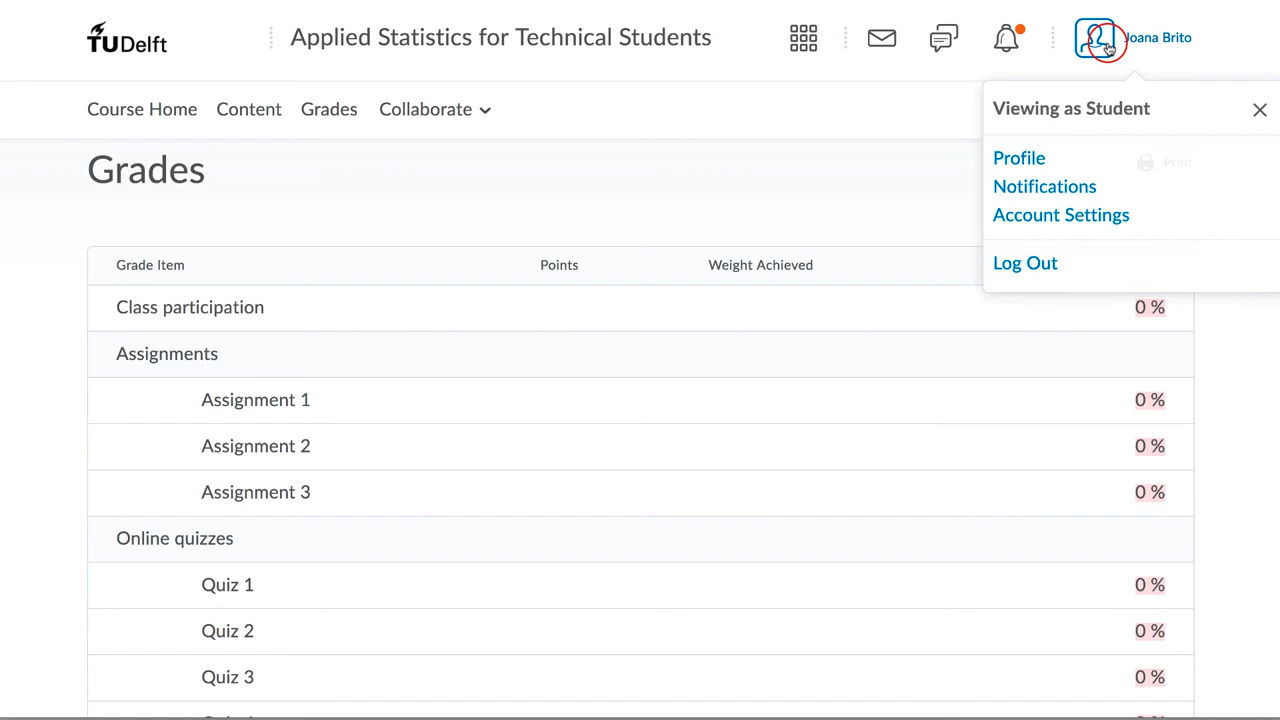 TUDelft
Applied Statistics for Technical Students
Joana Brito
Course Home Content Grades Collaborate
Viewing as Student
Profile
Notifications
Account Settings
Log Out
Print
Grades
Grade Item Points Weight Achieved
Class participation 0 %
Assignments
Assignment 1 0 %
Assignment 2 0 %
Assignment 3 0 %
Online quizzes
Quiz 1 0 %
Quiz 2 0 %
Quiz 3 0 %